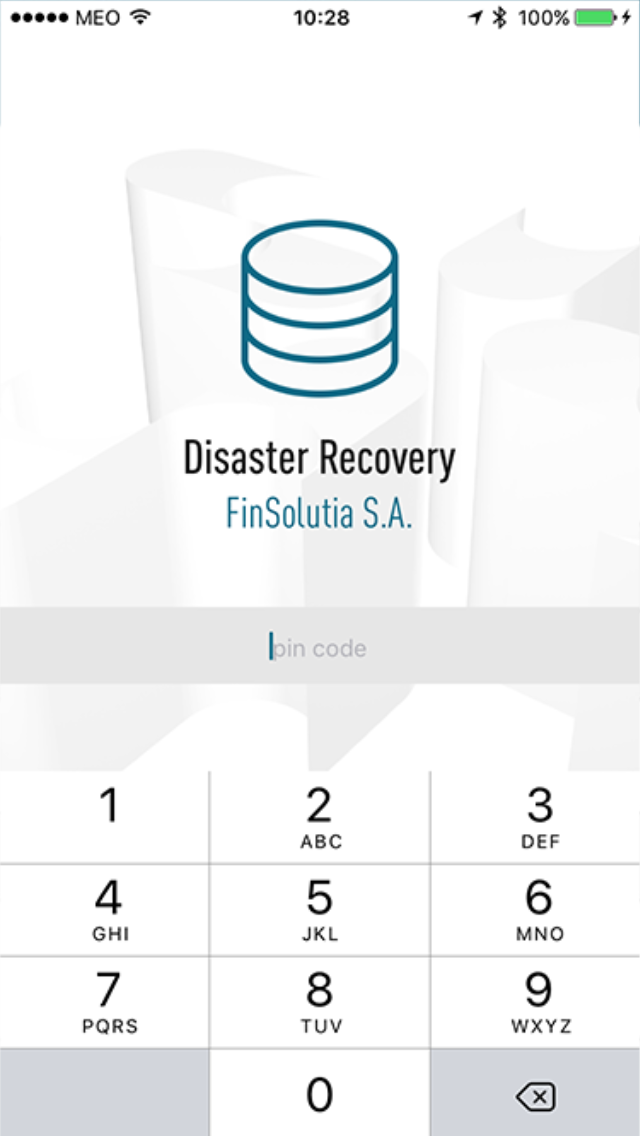 MEO 10:28 100%
Disaster Recovery
FinSolutia S.A.
pin code
1 2 3
ABC DEF
4 5 6
GHI JKL MNO
7 8 9
PQRS TUV WXYZ
0